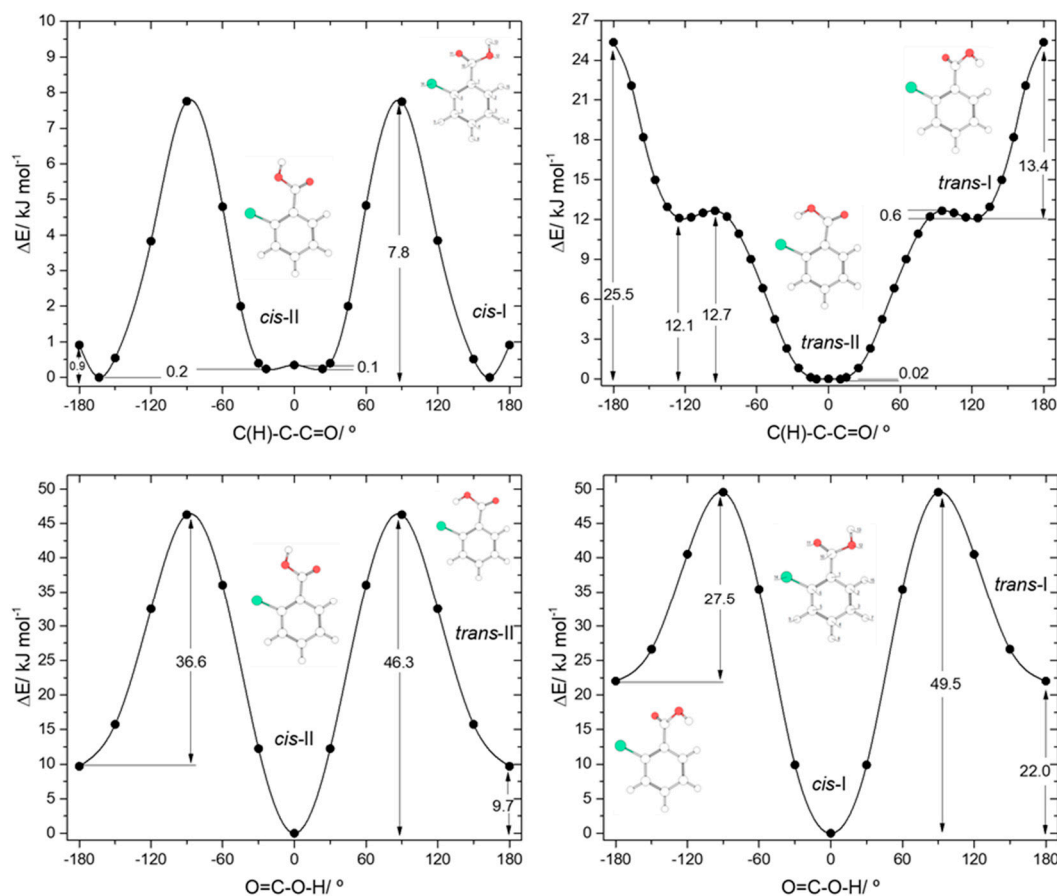 10
9
8
7
6
5
4
3
2
1
0
ΔE/ kJ mol⁻¹
cis-II
cis-I
7.8
0.9
0.2
0.1
-180 -120 -60 0 60 120 180
C(H)-C-C=O/ º
27
24
21
18
15
12
9
6
3
0
ΔE/ kJ mol⁻¹
trans-I
13.4
0.6
25.5
12.1
12.7
trans-II
0.02
-180 -120 -60 0 60 120 180
C(H)-C-C=O/ º
50
45
40
35
30
25
20
15
10
5
0
ΔE/ kJ mol⁻¹
trans-II
36.6
46.3
cis-II
9.7
-180 -120 -60 0 60 120 180
O=C-O-H/ º
50
45
40
35
30
25
20
15
10
5
0
ΔE/ kJ mol⁻¹
trans-I
27.5
49.5
22.0
cis-I
-180 -120 -60 0 60 120 180
O=C-O-H/ º